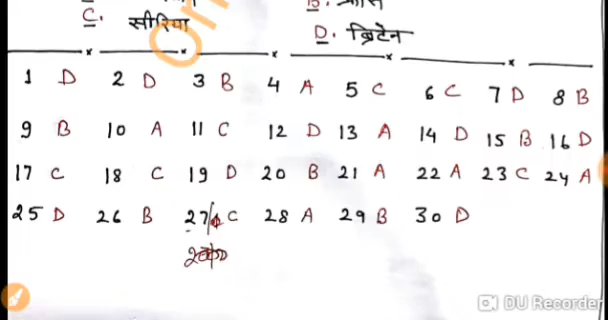 C. सीरिया
D. ब्रिटेन
1 D 2 D 3 B 4 A 5 C 6 C 7 D 8 B
9 B 10 A 11 C 12 D 13 A 14 D 15 B 16 D
17 C 18 C 19 D 20 B 21 A 22 A 23 C 24 A
25 D 26 B 27 C 28 A 29 B 30 D
DU Recorder